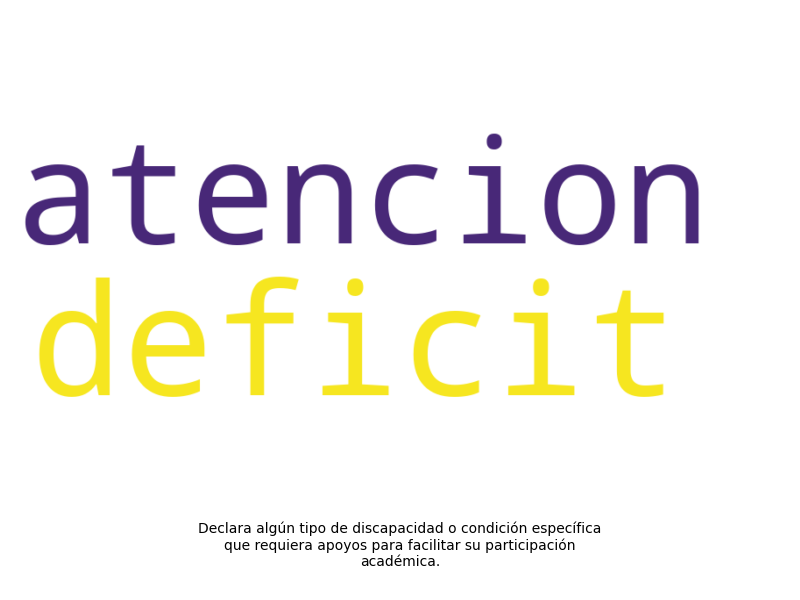 atencion
deficit
Declara algún tipo de discapacidad o condición específica
que requiera apoyos para facilitar su participación
académica.